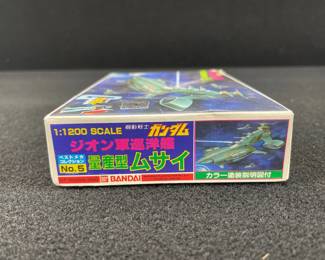 1:1200 SCALE
機動戦士 ガンダム
ジオン軍巡洋艦
ベストメカ
コレクション
No.5
量産型ムサイ
BANDAI
カラー塗装説明図付